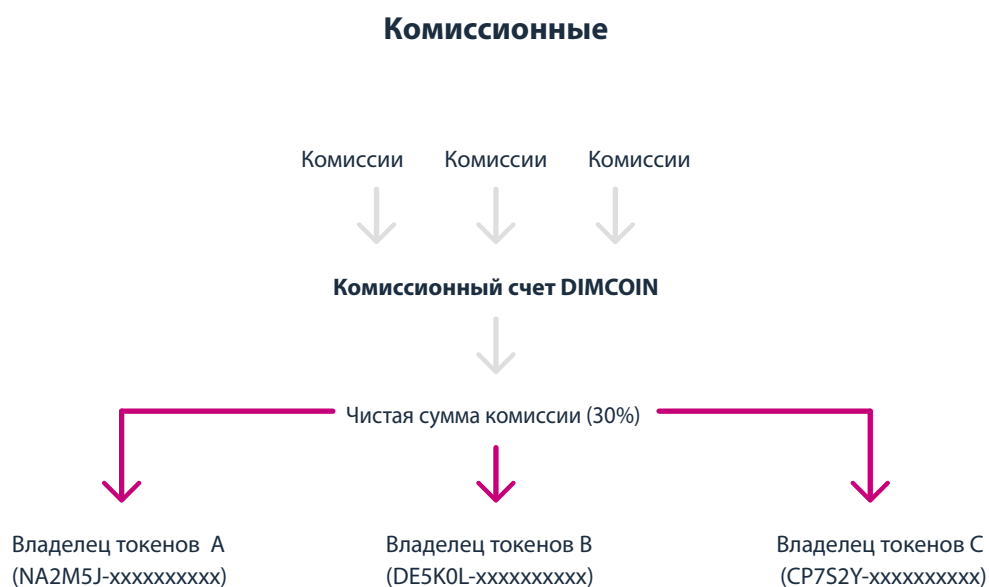 Комиссионные
Комиссии Комиссии Комиссии
Комиссионный счет DIMCOIN
Чистая сумма комиссии (30%)
Владелец токенов A Владелец токенов B Владелец токенов C
(NA2M5J-xxxxxxxxxx) (DE5K0L-xxxxxxxxxx) (CP7S2Y-xxxxxxxxxx)